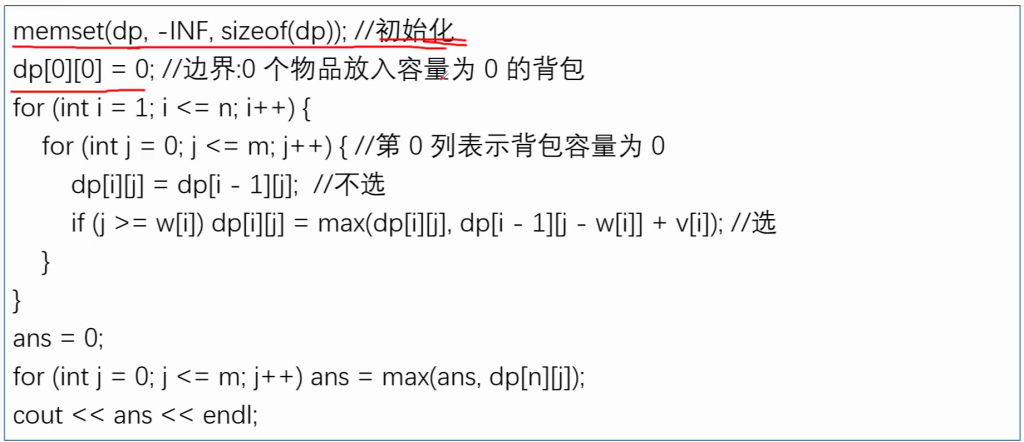 memset(dp, -INF, sizeof(dp)); //初始化
dp[0][0] = 0; //边界:0 个物品放入容量为 0 的背包
for (int i = 1; i <= n; i++) {
    for (int j = 0; j <= m; j++) { //第 0 列表示背包容量为 0
        dp[i][j] = dp[i - 1][j];  //不选
        if (j >= w[i]) dp[i][j] = max(dp[i][j], dp[i - 1][j - w[i]] + v[i]); //选
    }
}
ans = 0;
for (int j = 0; j <= m; j++) ans = max(ans, dp[n][j]);
cout << ans << endl;